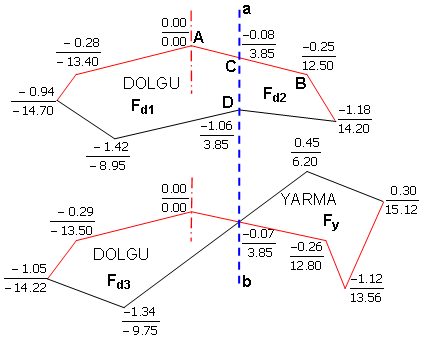 a
0.00
0.00
A
-0.08
3.85
-0.28
-13.40
C
-0.25
12.50
B
DOLGU
-0.94
-14.70
Fd1
D
Fd2
-1.18
14.20
-1.06
3.85
-1.42
-8.95
0.45
6.20
0.00
0.00
YARMA
0.30
15.12
-0.29
-13.50
Fy
-0.07
3.85
DOLGU
-0.26
12.80
-1.05
-14.22
Fd3
b
-1.12
13.56
-1.34
-9.75